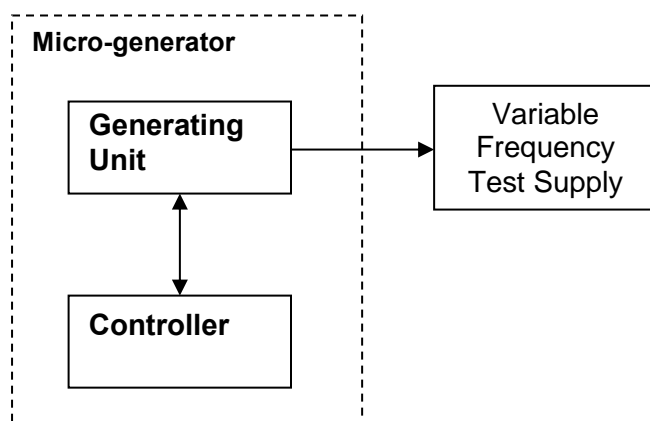 Micro-generator
Generating
Unit
Variable
Frequency
Test Supply
Controller